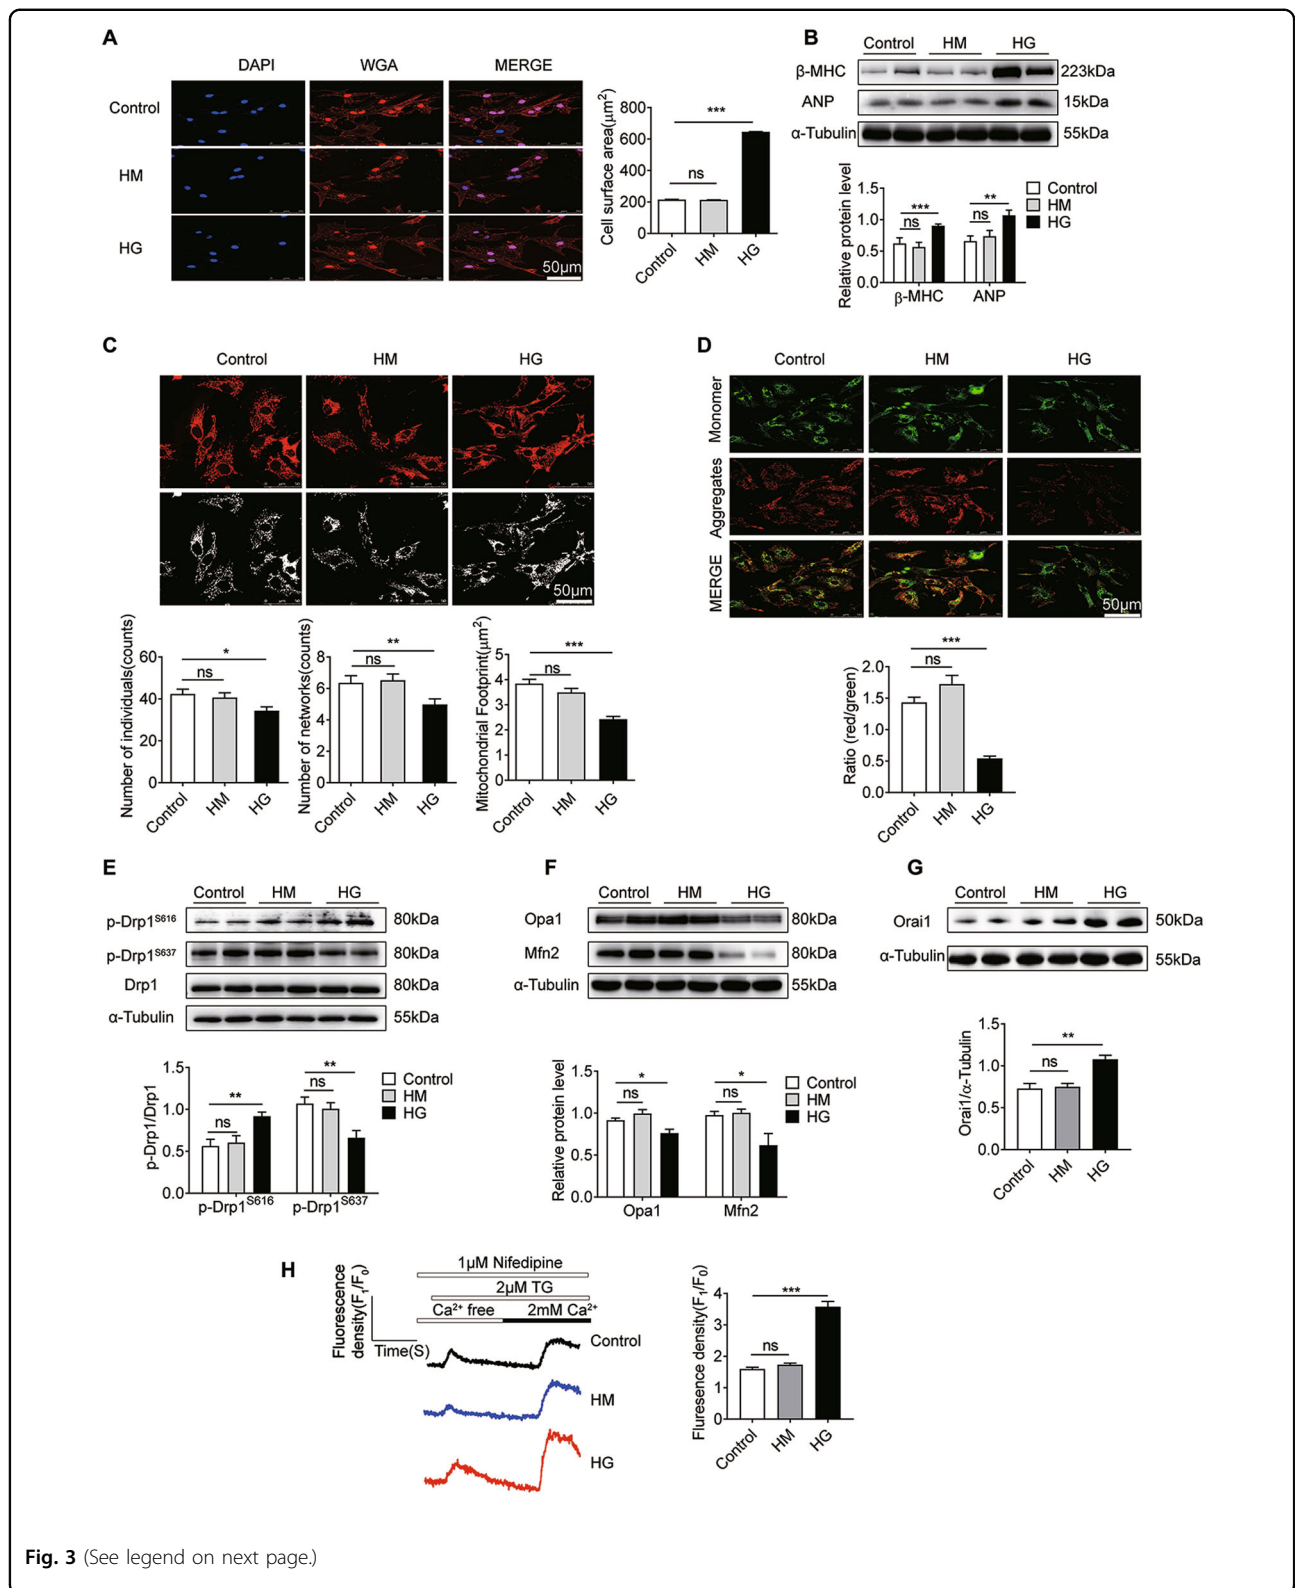 A
DAPI WGA MERGE
Control
HM
HG
50μm
Cell surface area(μm²)
800
600
400
200
0
***
ns
Control HM HG
B
Control HM HG
β-MHC 223kDa
ANP 15kDa
α-Tubulin 55kDa
Relative protein level
1.5
1.0
0.5
0.0
*** ns
** ns
β-MHC ANP
Control
HM
HG
C
Control HM HG
50μm
Number of individuals(counts)
60
40
20
0
*
ns
Control HM HG
Number of networks(counts)
8
6
4
2
0
**
ns
Control HM HG
Mitochondrial Footprint(μm²)
5
4
3
2
1
0
***
ns
Control HM HG
D
Control HM HG
Monomer
Aggregates
MERGE
50μm
Ratio (red/green)
2.0
1.5
1.0
0.5
0.0
***
ns
Control HM HG
E
Control HM HG
p-Drp1S616 80kDa
p-Drp1S637 80kDa
Drp1 80kDa
α-Tubulin 55kDa
p-Drp1/Drp1
1.5
1.0
0.5
0.0
** ns
** ns
p-Drp1S616 p-Drp1S637
Control
HM
HG
F
Control HM HG
Opa1 80kDa
Mfn2 80kDa
α-Tubulin 55kDa
Relative protein level
1.5
1.0
0.5
0.0
* ns
* ns
Opa1 Mfn2
Control
HM
HG
G
Control HM HG
Orai1 50kDa
α-Tubulin 55kDa
Orai1/α-Tubulin
1.5
1.0
0.5
0.0
**
ns
Control HM HG
H
Fluorescence
density(F₁/F₀)
Time(S)
1μM Nifedipine
2μM TG
Ca²⁺ free 2mM Ca²⁺
Control
HM
HG
Fluresence density(F₁/F₀)
4
3
2
1
0
***
ns
Control HM HG
Fig. 3 (See legend on next page.)